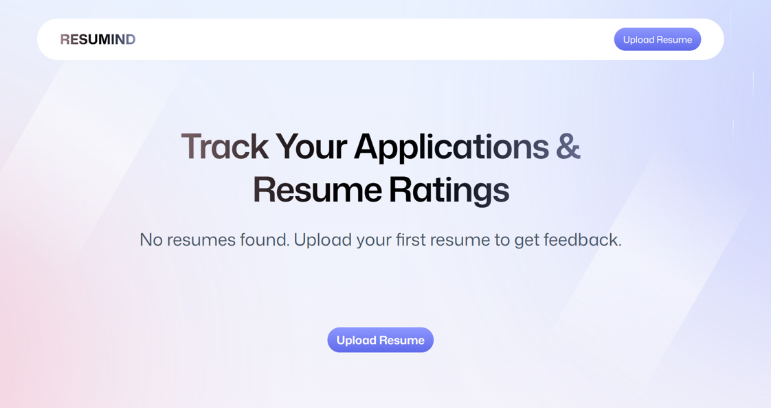 RESUMIND
Upload Resume
Track Your Applications &
Resume Ratings
No resumes found. Upload your first resume to get feedback.
Upload Resume